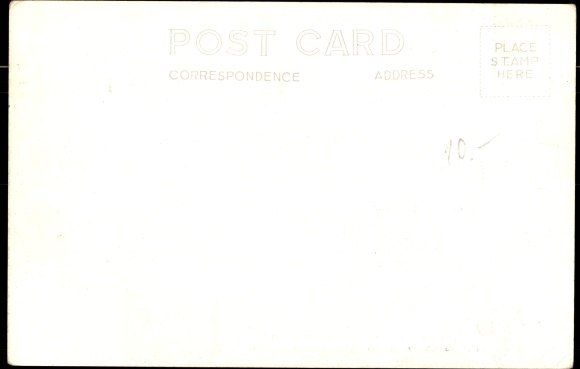 POST CARD
CORRESPONDENCE ADDRESS
PLACE
STAMP
HERE
10.-